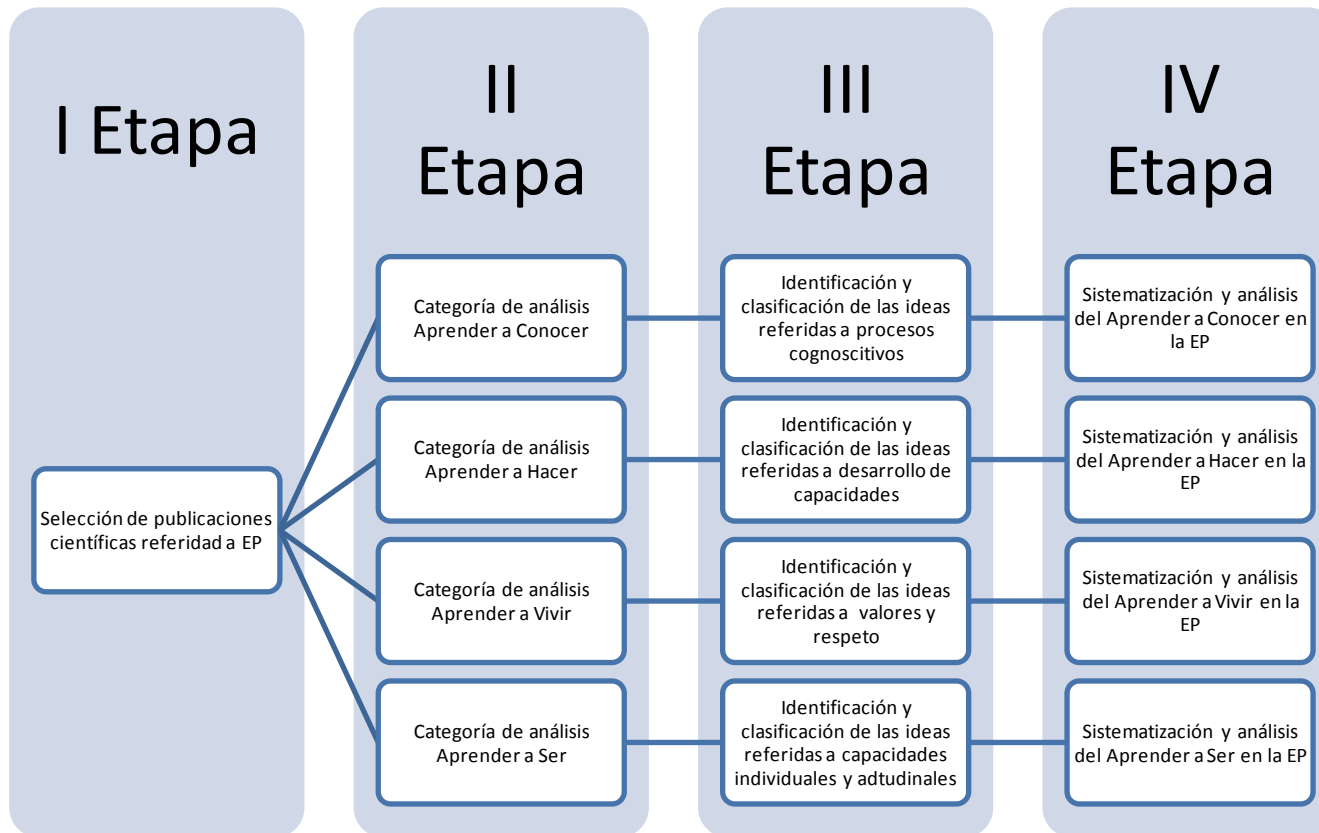 I Etapa
II
Etapa
III
Etapa
IV
Etapa
Selección de publicaciones
científicas referidad a EP
Categoría de análisis
Aprender a Conocer
Categoría de análisis
Aprender a Hacer
Categoría de análisis
Aprender a Vivir
Categoría de análisis
Aprender a Ser
Identificación y
clasificación de las ideas
referidas a procesos
cognoscitivos
Identificación y
clasificación de las ideas
referidas a desarrollo de
capacidades
Identificación y
clasificación de las ideas
referidas a valores y
respeto
Identificación y
clasificación de las ideas
referidas a capacidades
individuales y adtudinales
Sistematización y análisis
del Aprender a Conocer en
la EP
Sistematización y análisis
del Aprender a Hacer en la
EP
Sistematización y análisis
del Aprender a Vivir en la
EP
Sistematización y análisis
del Aprender a Ser en la EP